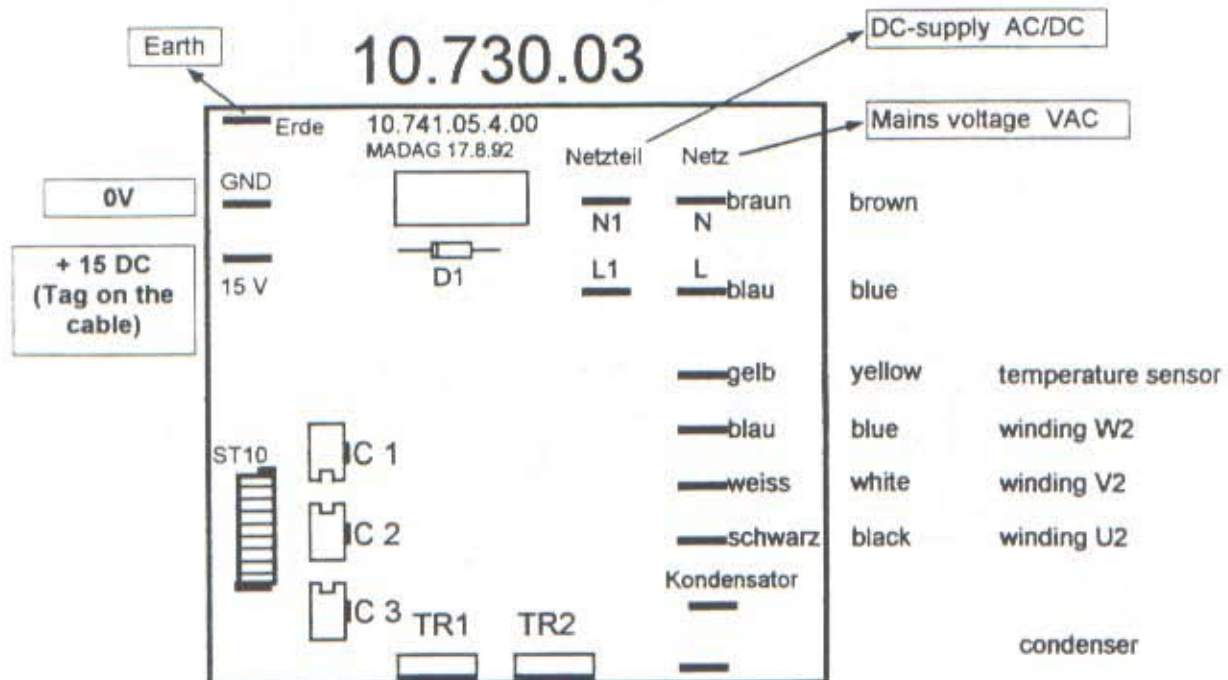 10.730.03
Earth
DC-supply AC/DC
Mains voltage VAC
Erde
10.741.05.4.00
MADAG 17.8.92
Netzteil
Netz
0V
GND
N1
N
braun
brown
+ 15 DC
(Tag on the
cable)
15 V
D1
L1
L
blau
blue
gelb
yellow
temperature sensor
blau
blue
winding W2
weiss
white
winding V2
schwarz
black
winding U2
ST10
IC 1
IC 2
IC 3
Kondensator
TR1
TR2
condenser